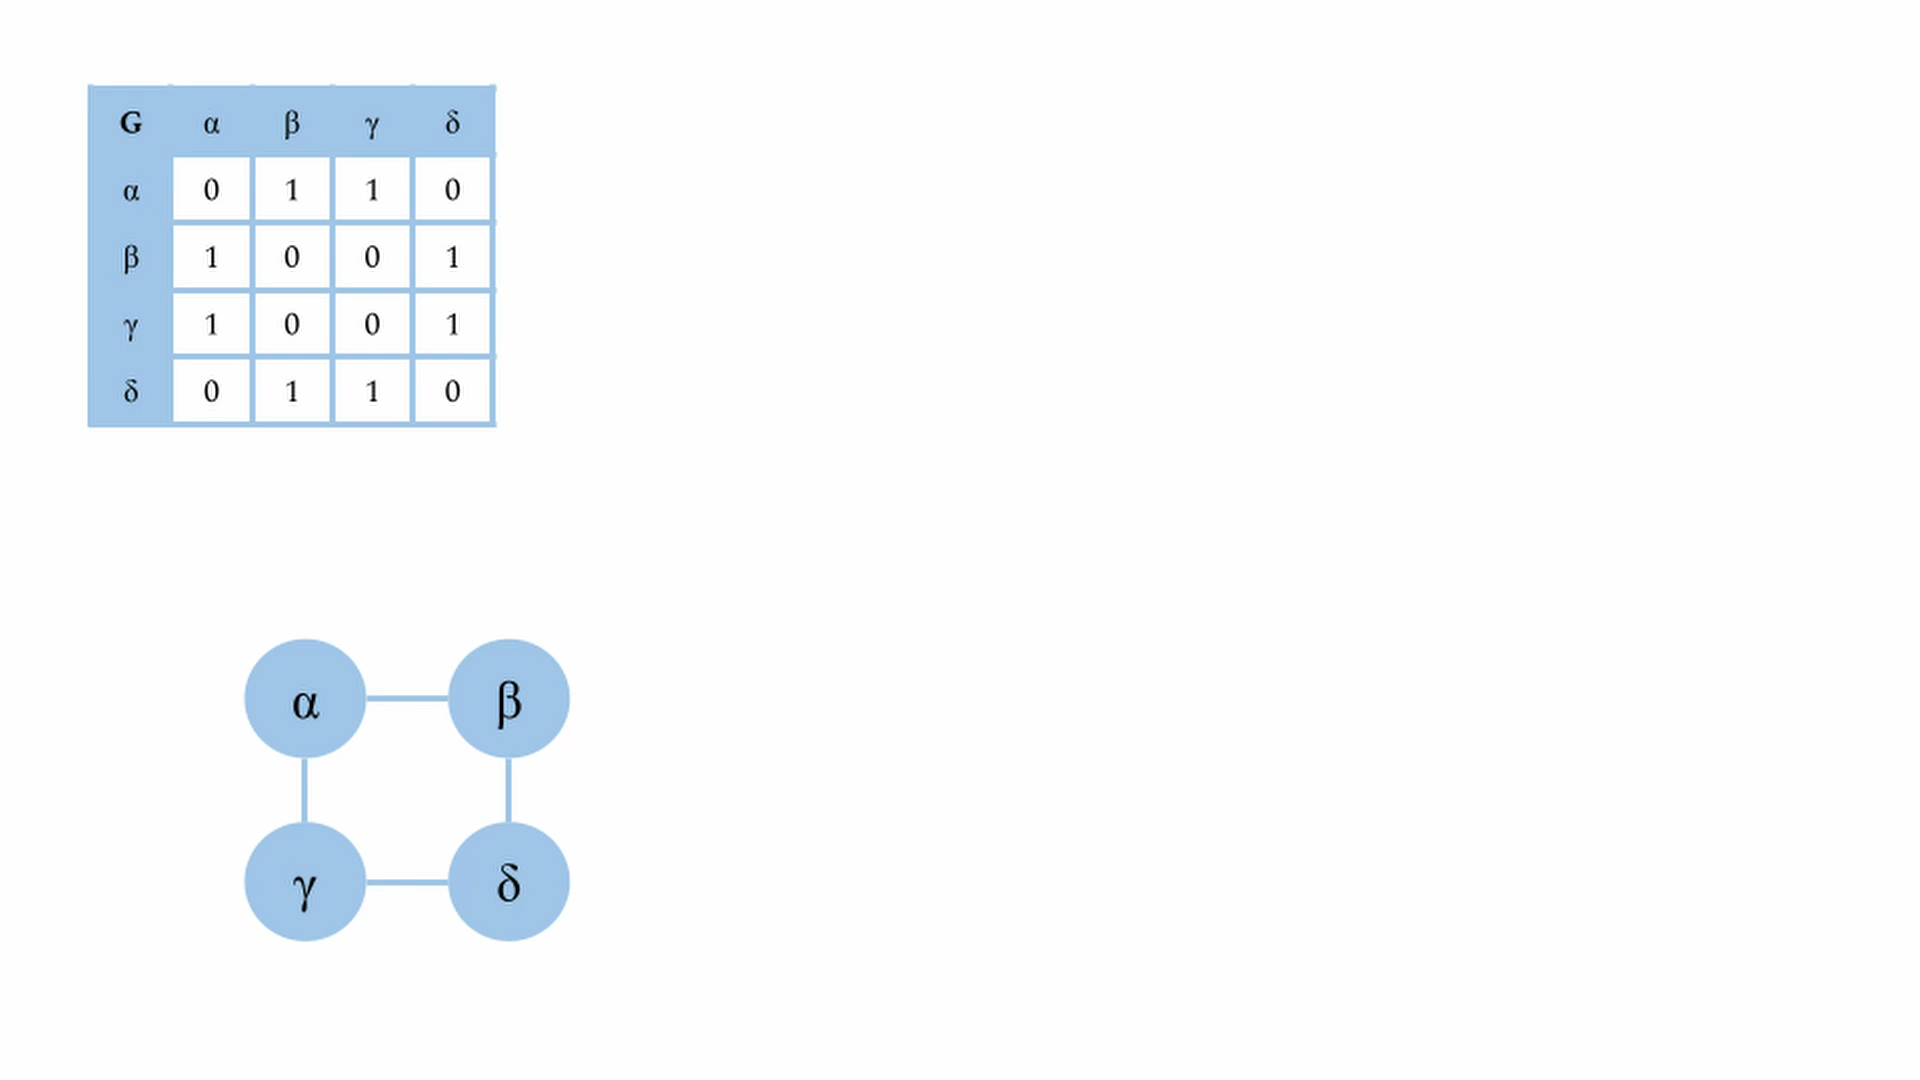 G α β γ δ
α 0 1 1 0
β 1 0 0 1
γ 1 0 0 1
δ 0 1 1 0
α β
γ δ